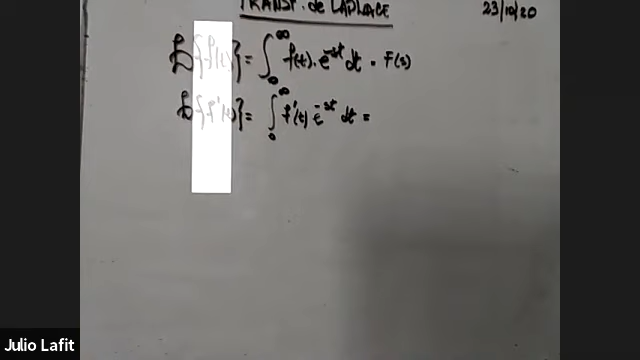 TRANSF. de LAPLACE
23/10/20
£{f(t)} = ∫₀^∞ f(t) · e^{-st} dt = F(s)
£{f'(t)} = ∫₀^∞ f'(t) e^{-st} dt =
Julio Lafit